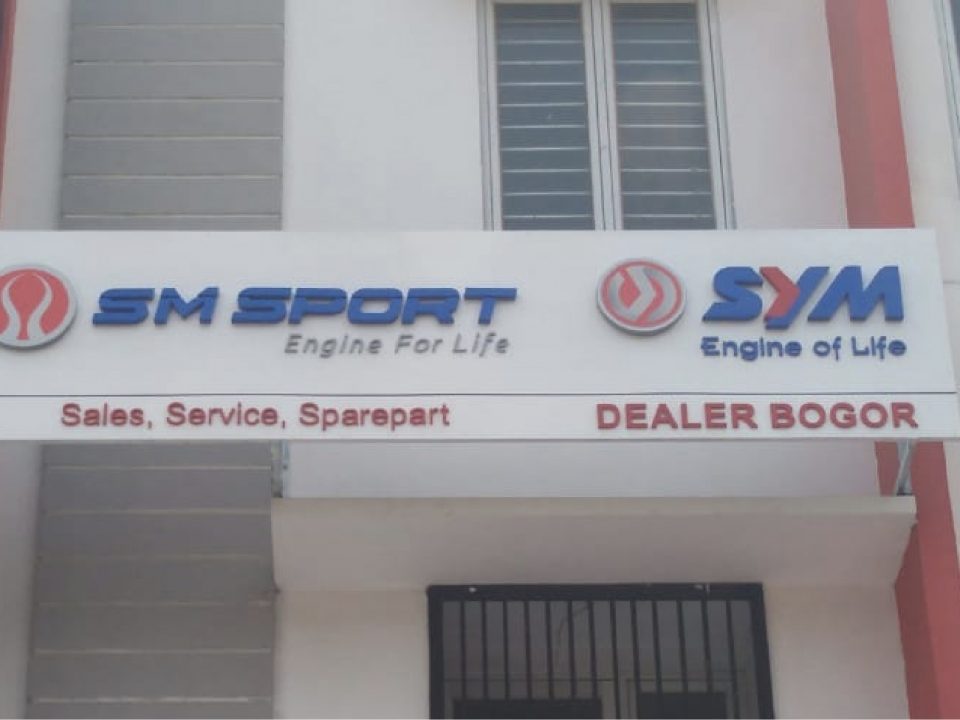 SM SPORT
Engine For Life
SYM
Engine of Life
Sales, Service, Sparepart
DEALER BOGOR